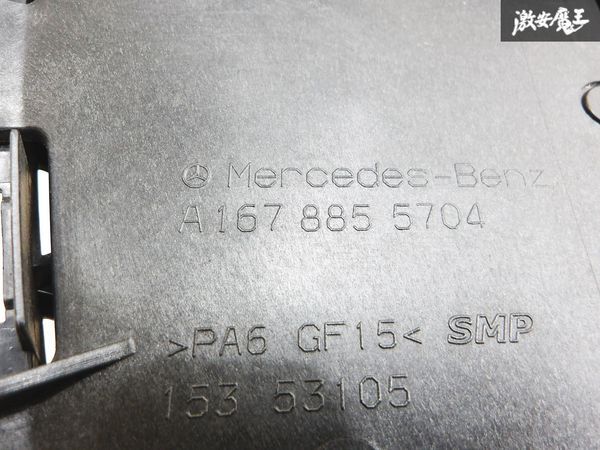 激安魔王
Mercedes-Benz
A 167 885 5704
>PA6 GF15< SMP
153 53105